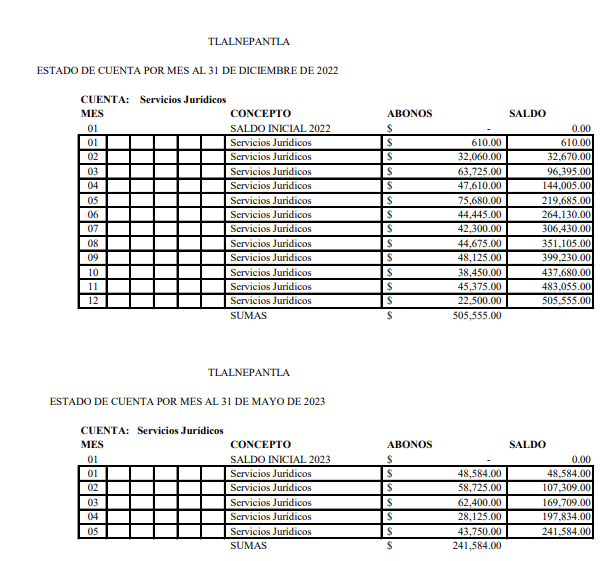 TLALNEPANTLA
ESTADO DE CUENTA POR MES AL 31 DE DICIEMBRE DE 2022
CUENTA: Servicios Jurídicos
MES CONCEPTO ABONOS SALDO
01 SALDO INICIAL 2022 $ - 0.00
01 Servicios Jurídicos $ 610.00 610.00
02 Servicios Jurídicos $ 32,060.00 32,670.00
03 Servicios Jurídicos $ 63,725.00 96,395.00
04 Servicios Jurídicos $ 47,610.00 144,005.00
05 Servicios Jurídicos $ 75,680.00 219,685.00
06 Servicios Jurídicos $ 44,445.00 264,130.00
07 Servicios Jurídicos $ 42,300.00 306,430.00
08 Servicios Jurídicos $ 44,675.00 351,105.00
09 Servicios Jurídicos $ 48,125.00 399,230.00
10 Servicios Jurídicos $ 38,450.00 437,680.00
11 Servicios Jurídicos $ 45,375.00 483,055.00
12 Servicios Jurídicos $ 22,500.00 505,555.00
SUMAS $ 505,555.00
TLALNEPANTLA
ESTADO DE CUENTA POR MES AL 31 DE MAYO DE 2023
CUENTA: Servicios Jurídicos
MES CONCEPTO ABONOS SALDO
01 SALDO INICIAL 2023 $ - 0.00
01 Servicios Jurídicos $ 48,584.00 48,584.00
02 Servicios Jurídicos $ 58,725.00 107,309.00
03 Servicios Jurídicos $ 62,400.00 169,709.00
04 Servicios Jurídicos $ 28,125.00 197,834.00
05 Servicios Jurídicos $ 43,750.00 241,584.00
SUMAS $ 241,584.00